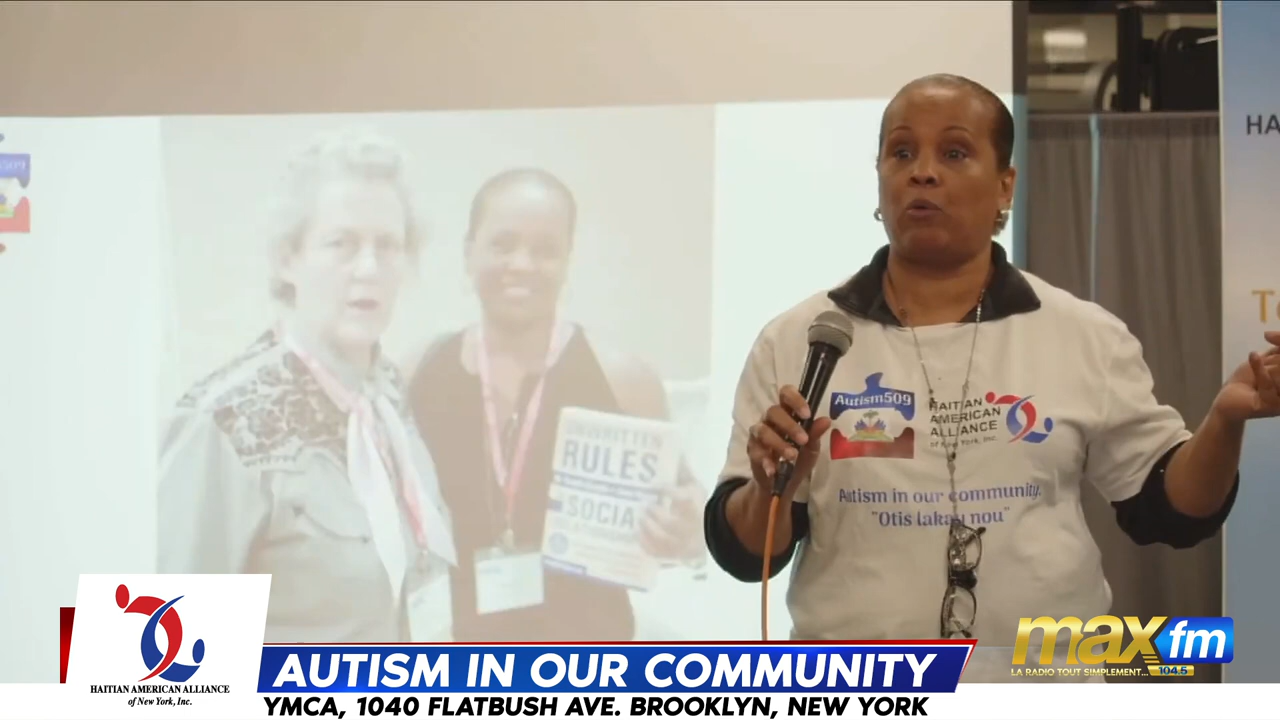 509
HA
UNWRITTEN
RULES
SOCIA
Autism509
HAITIAN
AMERICAN
ALLIANCE
of New York, Inc.
Autism in our community.
"Otis lakay nou"
HAITIAN AMERICAN ALLIANCE
of New York, Inc.
AUTISM IN OUR COMMUNITY
YMCA, 1040 FLATBUSH AVE. BROOKLYN, NEW YORK
max fm
LA RADIO TOUT SIMPLEMENT... 104.5